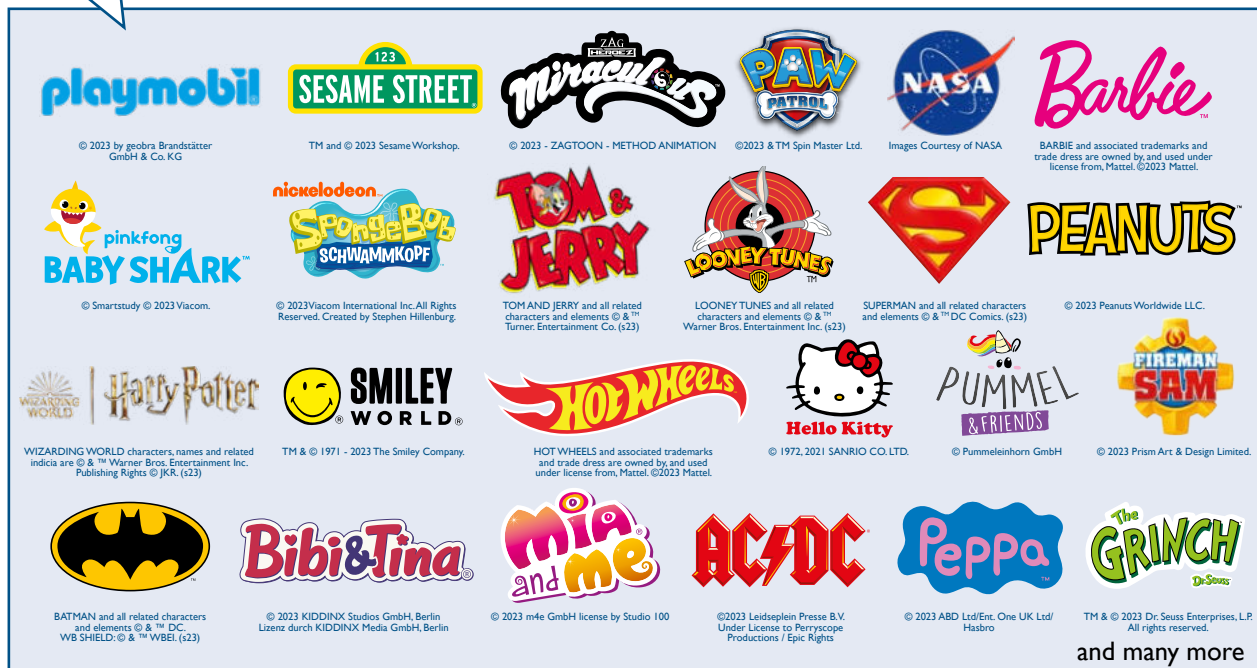 playmobil®
123
SESAME STREET®
ZAG
HEROEZ
Miraculous™
PAW
PATROL
NASA
Barbie™
© 2023 by geobra Brandstätter
GmbH & Co. KG
TM and © 2023 Sesame Workshop.
© 2023 - ZAGTOON - METHOD ANIMATION
©2023 & TM Spin Master Ltd.
Images Courtesy of NASA
BARBIE and associated trademarks and
trade dress are owned by, and used under
license from, Mattel. ©2023 Mattel.
pinkfong
BABY SHARK™
nickelodeon™
SpongeBob
SCHWAMMKOPF™
TOM &
JERRY
LOONEY TUNES
WB
TM
S
PEANUTS™
© Smartstudy © 2023 Viacom.
© 2023Viacom International Inc. All Rights
Reserved. Created by Stephen Hillenburg.
TOM AND JERRY and all related
characters and elements © & ™
Turner. Entertainment Co. (s23)
LOONEY TUNES and all related
characters and elements © & ™
Warner Bros. Entertainment Inc. (s23)
SUPERMAN and all related characters
and elements © & ™ DC Comics. (s23)
© 2023 Peanuts Worldwide LLC.
WIZARDING
WORLD
Harry Potter
SMILEY
® WORLD®
HOT WHEELS
Hello Kitty
PUMMEL
& FRIENDS
FIREMAN
SAM
WIZARDING WORLD characters, names and related
indicia are © & ™ Warner Bros. Entertainment Inc.
Publishing Rights © JKR. (s23)
TM & © 1971 - 2023 The Smiley Company.
HOT WHEELS and associated trademarks
and trade dress are owned by, and used
under license from, Mattel. ©2023 Mattel.
© 1972, 2021 SANRIO CO. LTD.
© Pummeleinhorn GmbH
© 2023 Prism Art & Design Limited.
™
Bibi&Tina®
Mia
and me®
AC/DC®
Peppa™
The
GRINCH
Dr. Seuss
BATMAN and all related characters
and elements © & ™ DC.
WB SHIELD: © & ™ WBEI. (s23)
© 2023 KIDDINX Studios GmbH, Berlin
Lizenz durch KIDDINX Media GmbH, Berlin
© 2023 m4e GmbH license by Studio 100
©2023 Leidseplein Presse B.V.
Under License to Perryscope
Productions / Epic Rights
© 2023 ABD Ltd/Ent. One UK Ltd/
Hasbro
TM & © 2023 Dr. Seuss Enterprises, L.P.
All rights reserved.
and many more